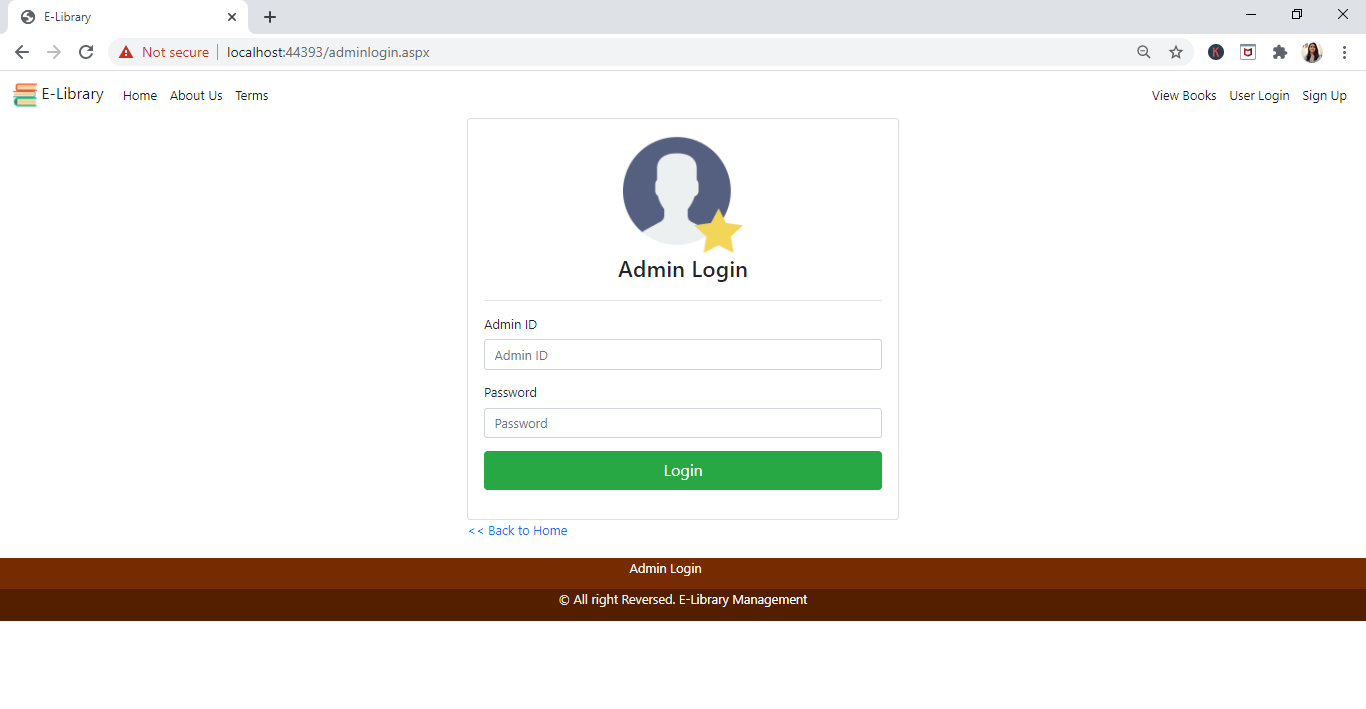 E-Library
Not secure localhost:44393/adminlogin.aspx
E-Library Home About Us Terms View Books User Login Sign Up
Admin Login
Admin ID
Admin ID
Password
Password
Login
<< Back to Home
Admin Login
© All right Reversed. E-Library Management